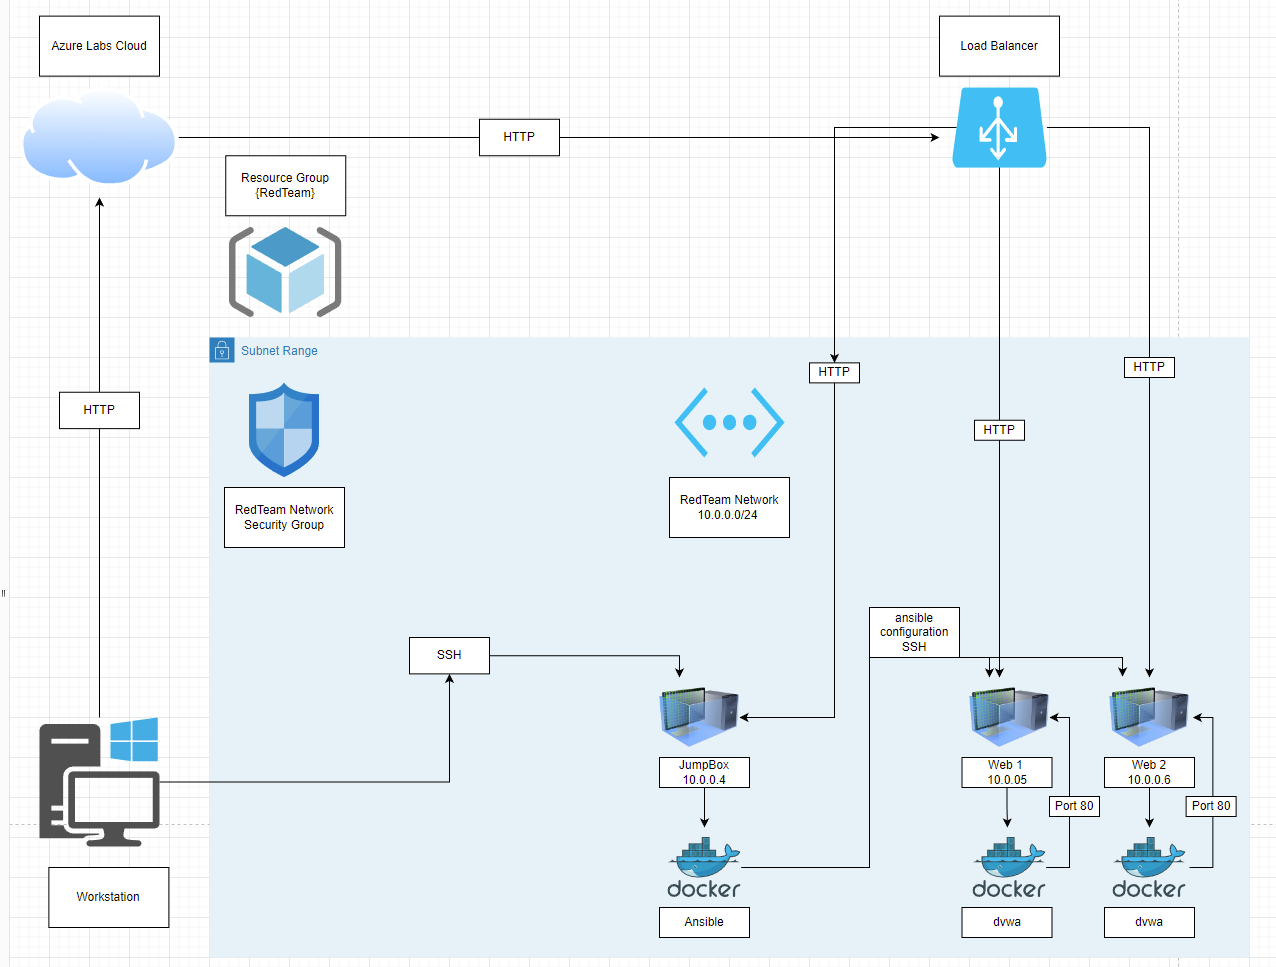 Azure Labs Cloud
Load Balancer
HTTP
Resource Group
{RedTeam}
Subnet Range
HTTP
HTTP
HTTP
HTTP
RedTeam Network
10.0.0.0/24
RedTeam Network
Security Group
ansible
configuration
SSH
SSH
JumpBox
10.0.0.4
Web 1
10.0.05
Web 2
10.0.0.6
Port 80
Port 80
docker
docker
docker
Workstation
Ansible
dvwa
dvwa